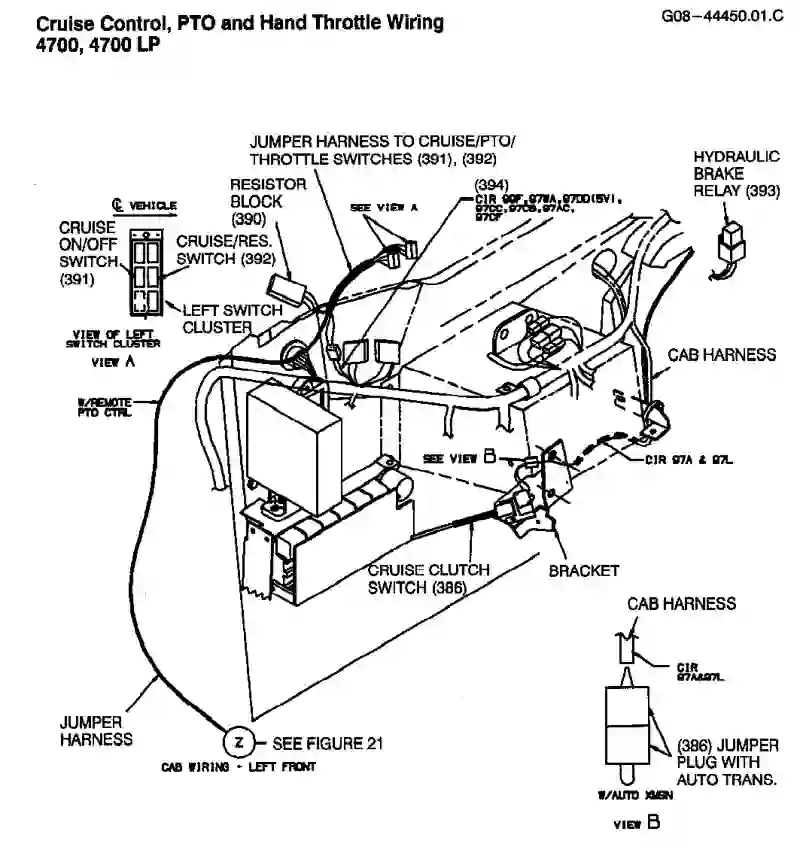 Cruise Control, PTO and Hand Throttle Wiring
4700, 4700 LP
G08-44450.01.C
JUMPER HARNESS TO CRUISE/PTO/
THROTTLE SWITCHES (391), (392)
RESISTOR
BLOCK
(390)
SEE VIEW A
(394)
CIR 99F, 97WA, 97DD(5V),
97CC, 97CB, 97AC,
97CF
HYDRAULIC
BRAKE
RELAY (393)
℄ VEHICLE
CRUISE
ON/OFF
SWITCH
(391)
CRUISE/RES.
SWITCH (392)
LEFT SWITCH
CLUSTER
VIEW OF LEFT
SWITCH CLUSTER
VIEW A
W/REMOTE
PTO CTRL
CAB HARNESS
SEE VIEW B
CIR 97A & 97L
CRUISE CLUTCH
SWITCH (386)
BRACKET
JUMPER
HARNESS
Z
SEE FIGURE 21
CAB WIRING - LEFT FRONT
CAB HARNESS
CIR
97A&97L
(386) JUMPER
PLUG WITH
AUTO TRANS.
W/AUTO XMSN
VIEW B